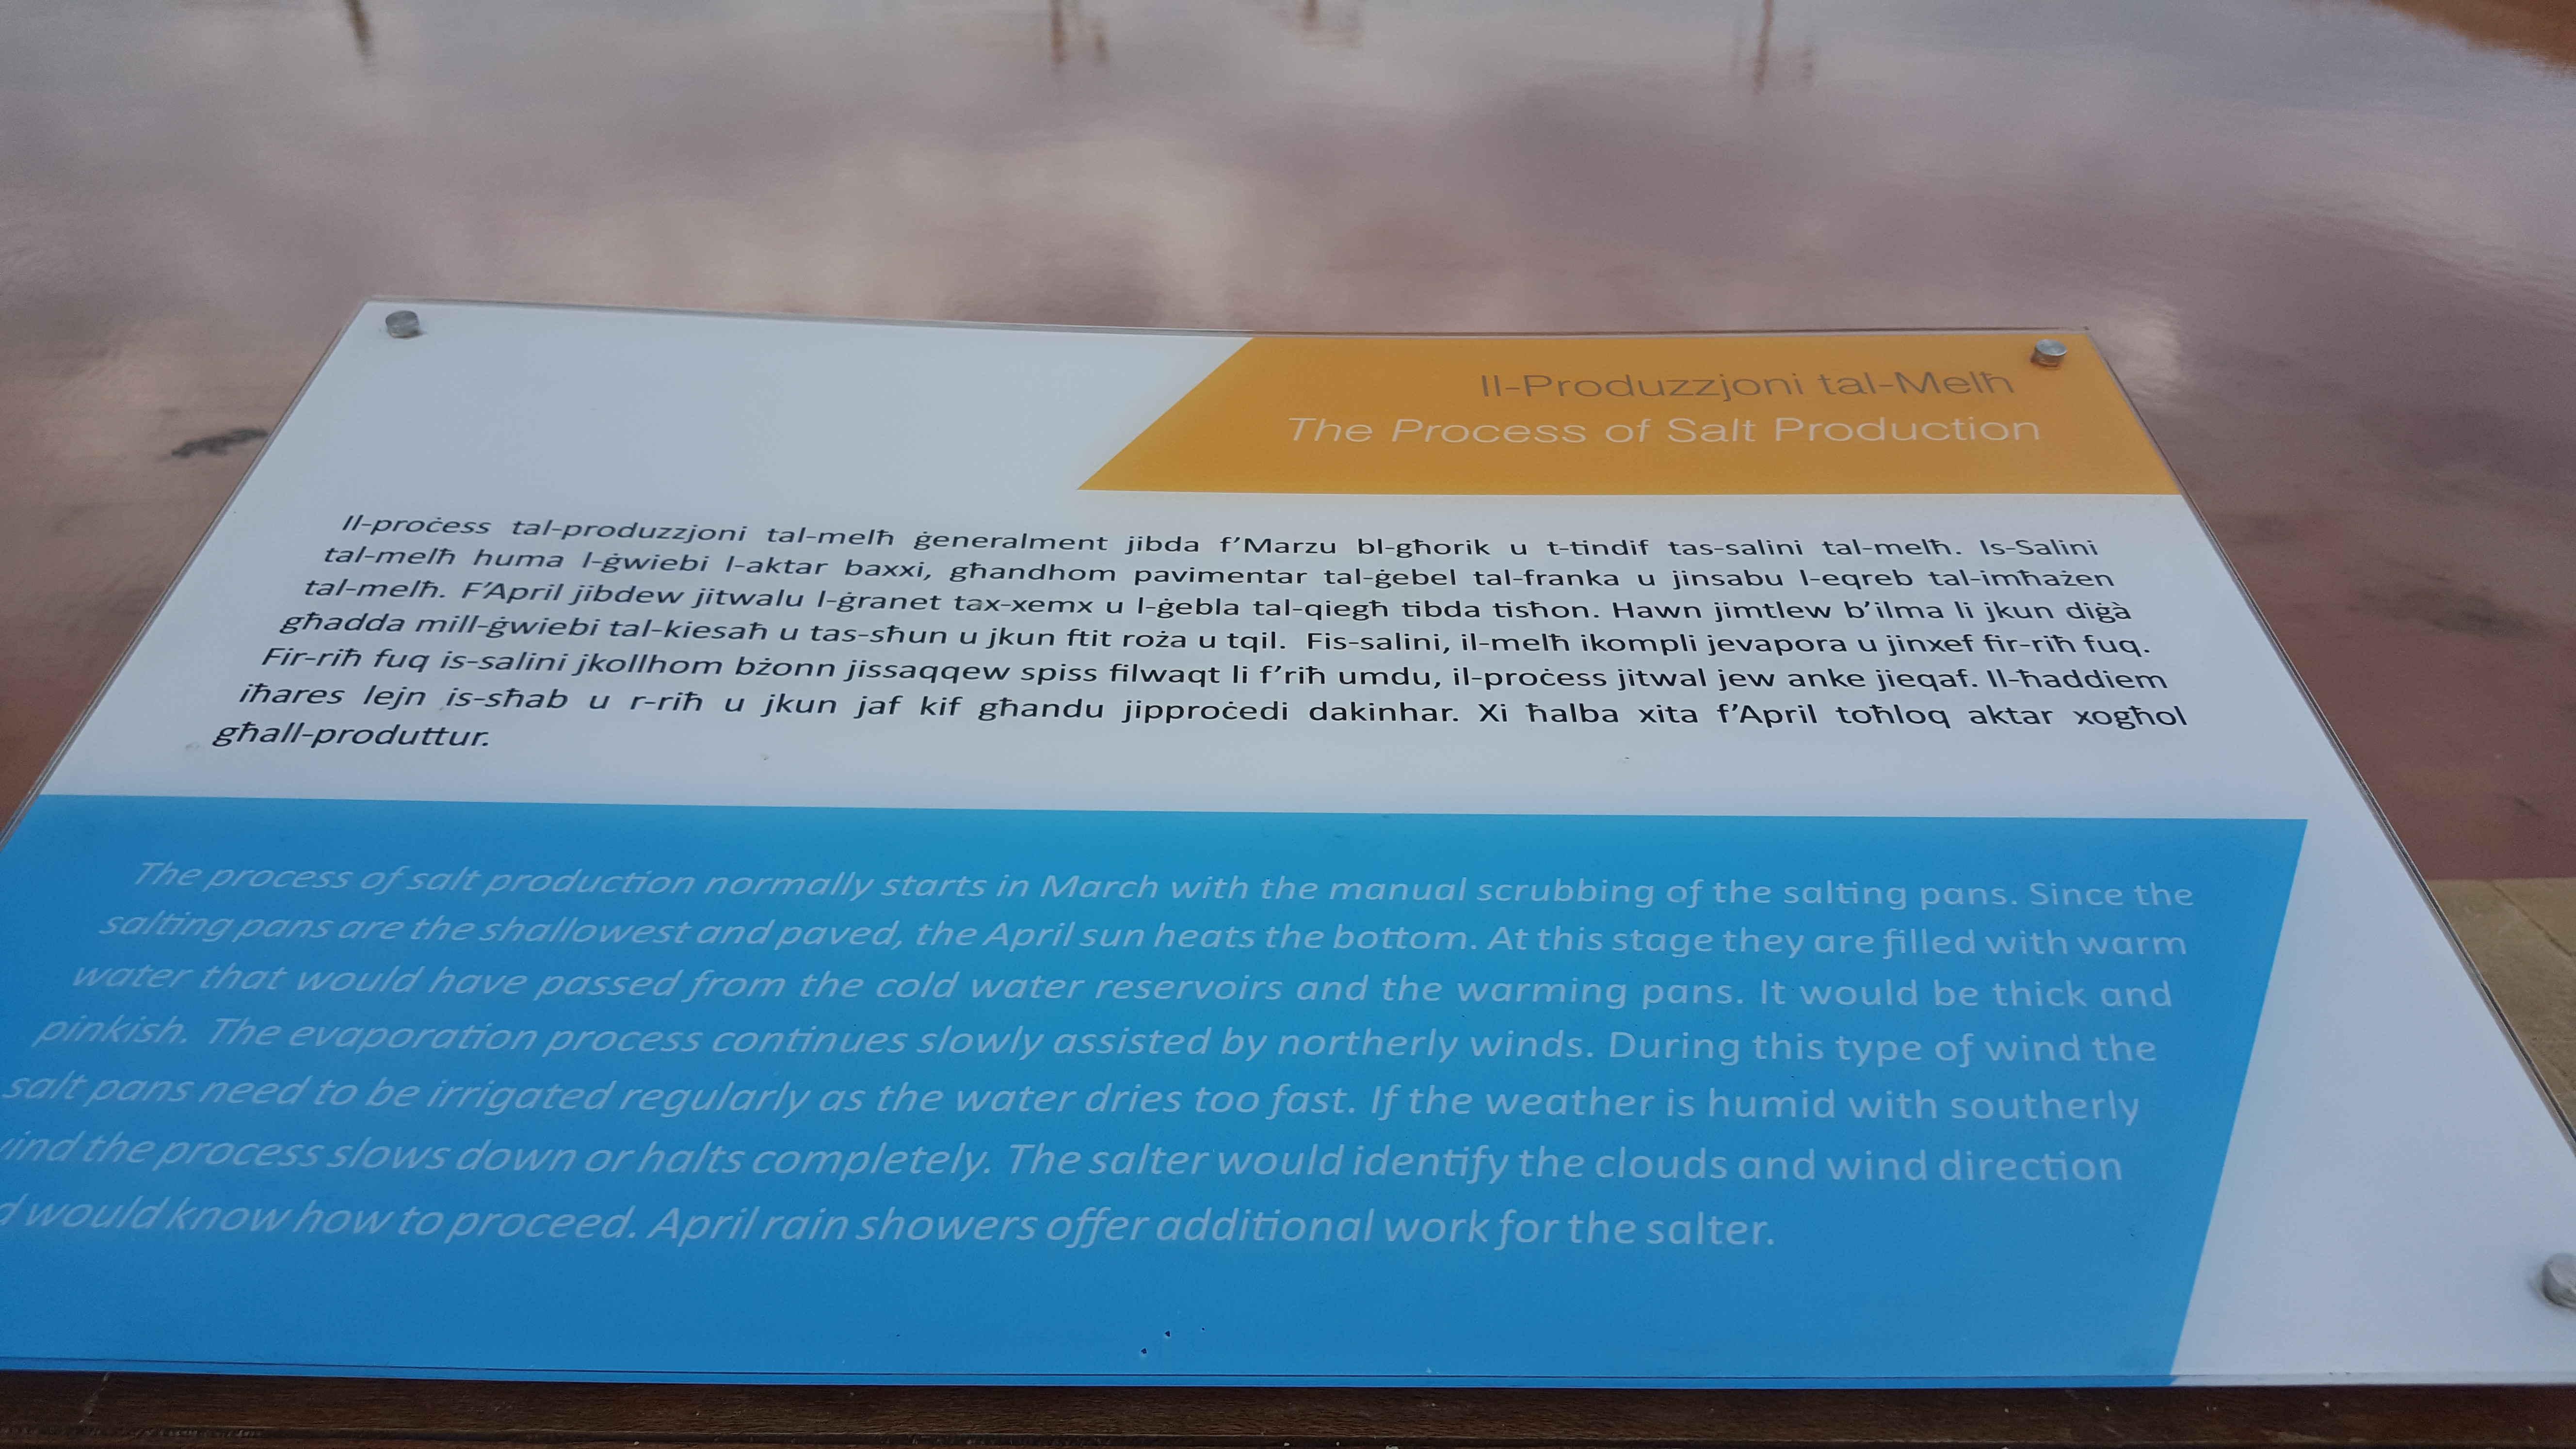 Il-Produzzjoni tal-Melħ
The Process of Salt Production
Il-proċess tal-produzzjoni tal-melħ ġeneralment jibda f’Marzu bl-għorik u t-tindif tas-salini tal-melħ. Is-Salini
tal-melħ huma l-ġwiebi l-aktar baxxi, għandhom pavimentar tal-ġebel tal-franka u jinsabu l-eqreb tal-imħażen
tal-melħ. F’April jibdew jitwalu l-ġranet tax-xemx u l-ġebla tal-qiegħ tibda tisħon. Hawn jimtlew b’ilma li jkun diġà
għadda mill-ġwiebi tal-kiesaħ u tas-sħun u jkun ftit roża u tqil. Fis-salini, il-melħ ikompli jevapora u jinxef fir-riħ fuq.
Fir-riħ fuq is-salini jkollhom bżonn jissaqqew spiss filwaqt li f’riħ umdu, il-proċess jitwal jew anke jieqaf. Il-ħaddiem
iħares lejn is-sħab u r-riħ u jkun jaf kif għandu jipproċedi dakinhar. Xi ħalba xita f’April toħloq aktar xogħol
għall-produttur.
The process of salt production normally starts in March with the manual scrubbing of the salting pans. Since the
salting pans are the shallowest and paved, the April sun heats the bottom. At this stage they are filled with warm
water that would have passed from the cold water reservoirs and the warming pans. It would be thick and
pinkish. The evaporation process continues slowly assisted by northerly winds. During this type of wind the
salt pans need to be irrigated regularly as the water dries too fast. If the weather is humid with southerly
ind the process slows down or halts completely. The salter would identify the clouds and wind direction
d would know how to proceed. April rain showers offer additional work for the salter.